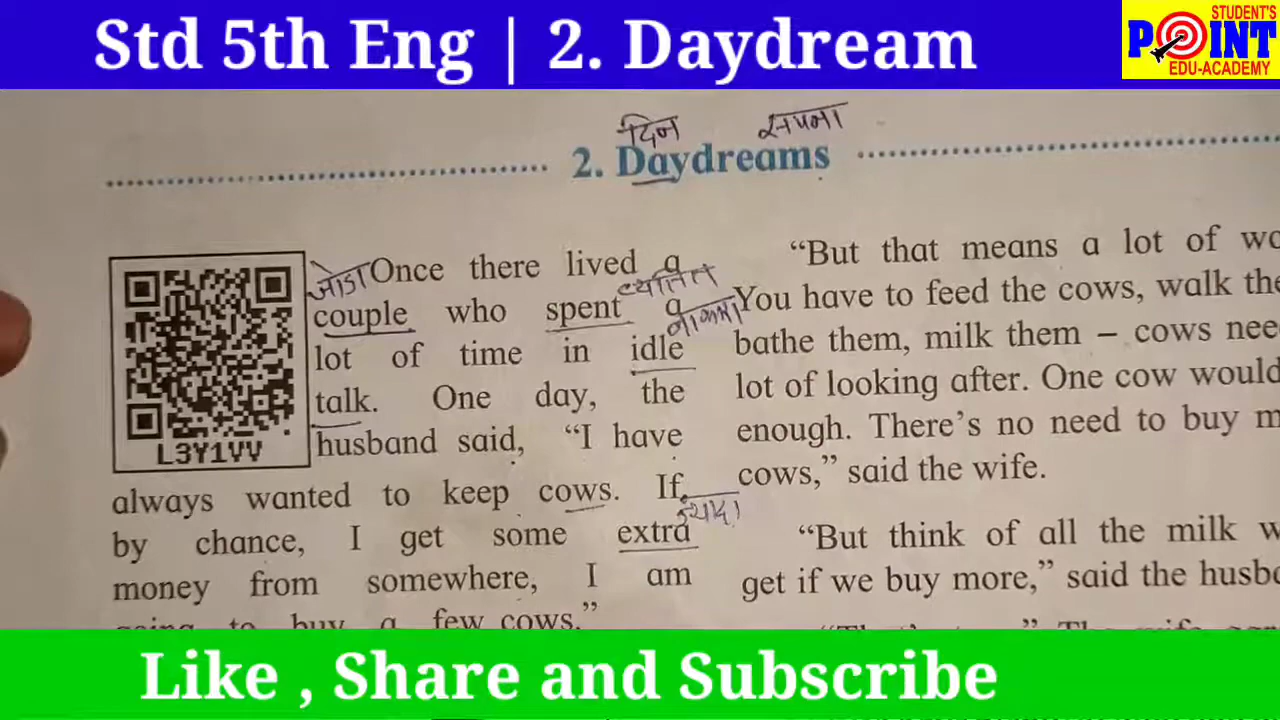 Std 5th Eng | 2. Daydream
STUDENT'S
POINT
EDU-ACADEMY
दिन सपना
2. Daydreams
जोडा
Once there lived a
व्यतित
couple who spent a
lot of time in idle
talk. One day, the
husband said, “I have
L3Y1VV
always wanted to keep cows. If,
ज्यादा
by chance, I get some extra
money from somewhere, I am
going to buy a few cows.”
“But that means a lot of
You have to feed the cows, walk
bathe them, milk them – cows
lot of looking after. One cow would
enough. There’s no need to buy
cows,” said the wife.
“But think of all the milk
get if we buy more,” said the
Like , Share and Subscribe